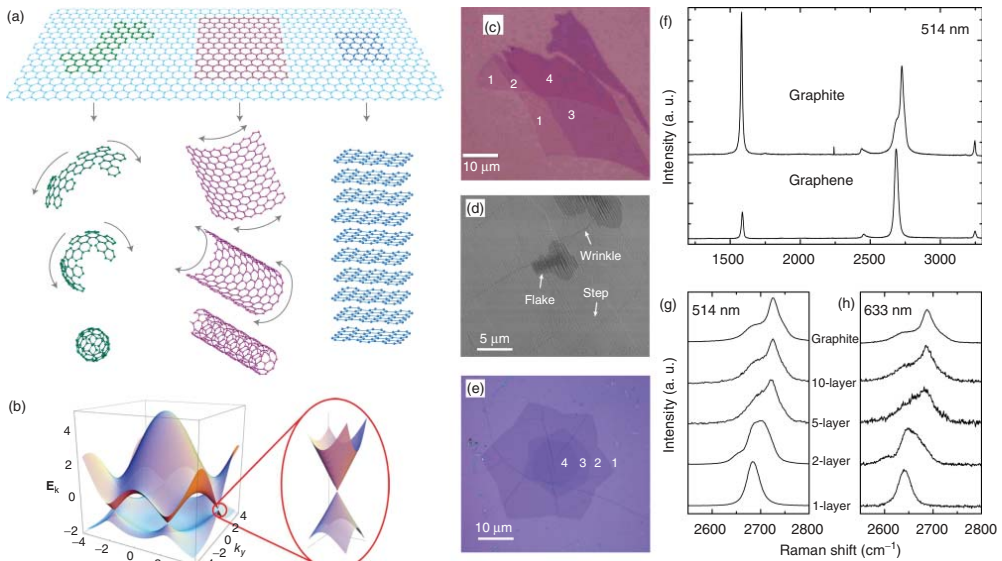 (a)
(b)
4
2
E_k
0
−2
−4
−2
0
2
4
2
0
−2
−4
k_y
(c)
1
2
4
1
3
10 μm
(d)
Wrinkle
Flake
Step
5 μm
(e)
4 3 2 1
10 μm
(f)
514 nm
Graphite
Graphene
Intensity (a. u.)
1500 2000 2500 3000
(g)
514 nm
(h)
633 nm
Graphite
10-layer
5-layer
2-layer
1-layer
Intensity (a. u.)
2600 2700 2800
2600 2700 2800
Raman shift (cm⁻¹)